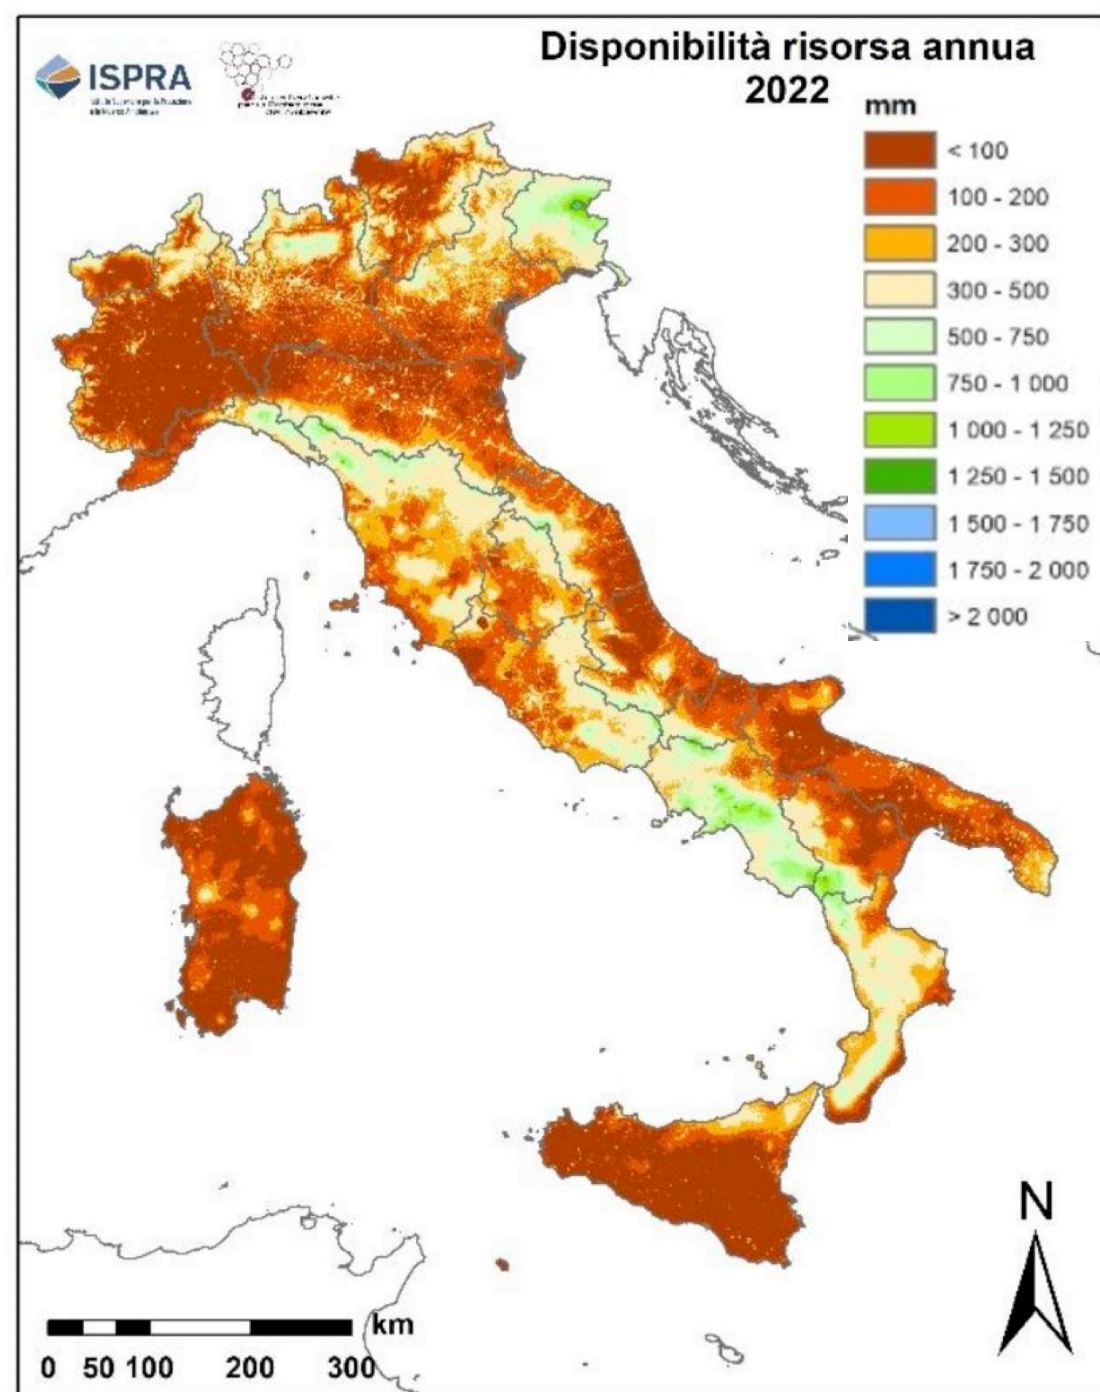 ISPRA
Disponibilità risorsa annua
2022
mm
< 100
100 - 200
200 - 300
300 - 500
500 - 750
750 - 1 000
1 000 - 1 250
1 250 - 1 500
1 500 - 1 750
1 750 - 2 000
> 2 000
N
km
0 50 100 200 300